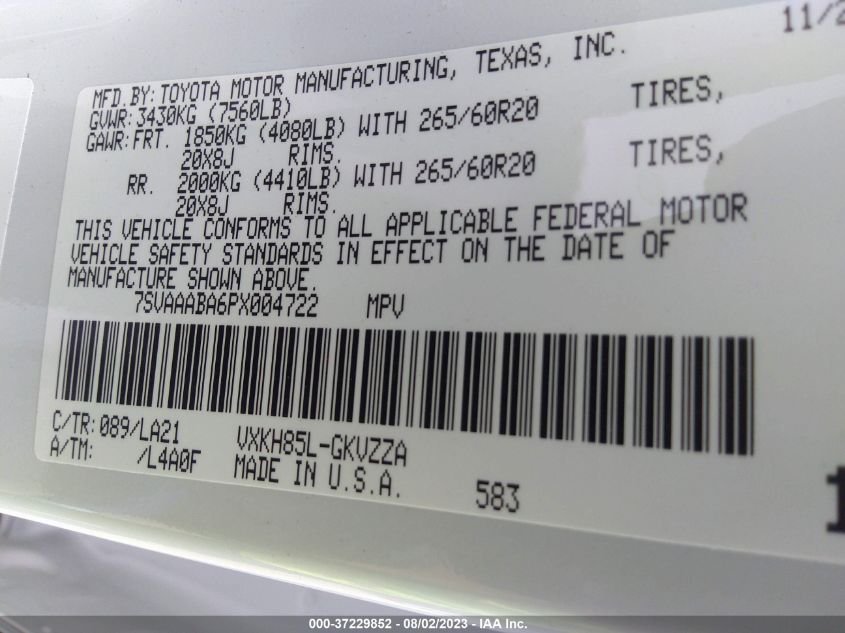 11/2
MFD.BY:TOYOTA MOTOR MANUFACTURING, TEXAS, INC.
GVWR:3430KG (7560LB)
GAWR:FRT. 1850KG (4080LB) WITH 265/60R20 TIRES,
20X8J RIMS.
RR. 2000KG (4410LB) WITH 265/60R20 TIRES,
20X8J RIMS.
THIS VEHICLE CONFORMS TO ALL APPLICABLE FEDERAL MOTOR
VEHICLE SAFETY STANDARDS IN EFFECT ON THE DATE OF
MANUFACTURE SHOWN ABOVE.
7SVAAABA6PX004722 MPV
C/TR:089/LA21 VXKH85L-GKVZZA
A/TM: /L4A0F MADE IN U.S.A. 583
000-37229852 - 08/02/2023 - IAA Inc.